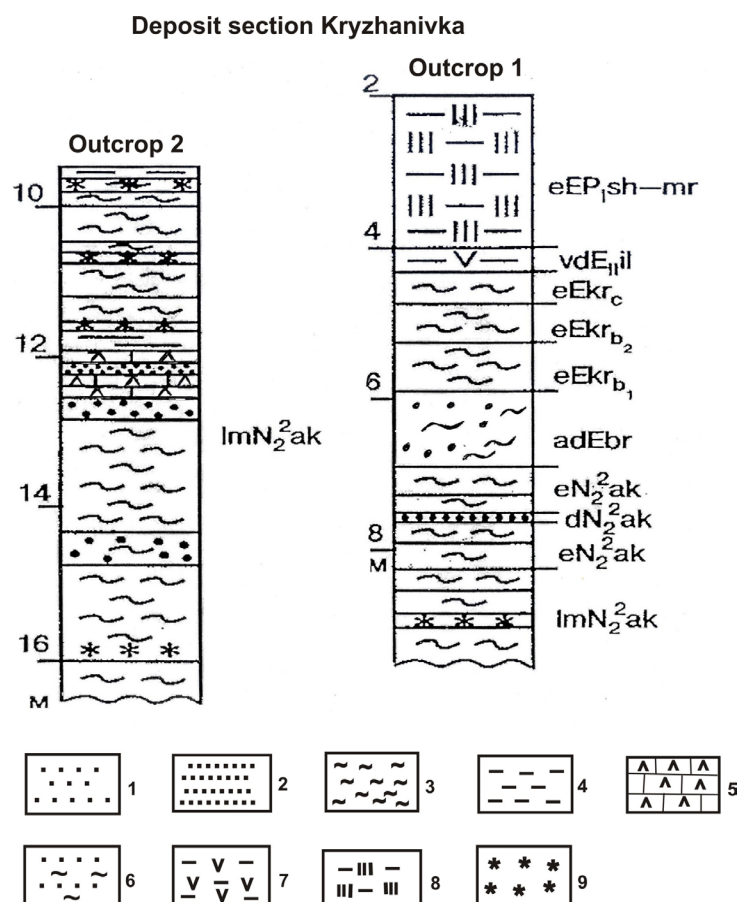 Deposit section Kryzhanivka
Outcrop 1
2
eEPIsh–mr
4
vdEIIil
eEkrc
eEkrb2
eEkrb1
6
adEbr
eN₂²ak
dN₂²ak
8
eN₂²ak
M
lmN₂²ak
Outcrop 2
10
12
lmN₂²ak
14
16
M
1
2
3
4
5
6
7
8
9